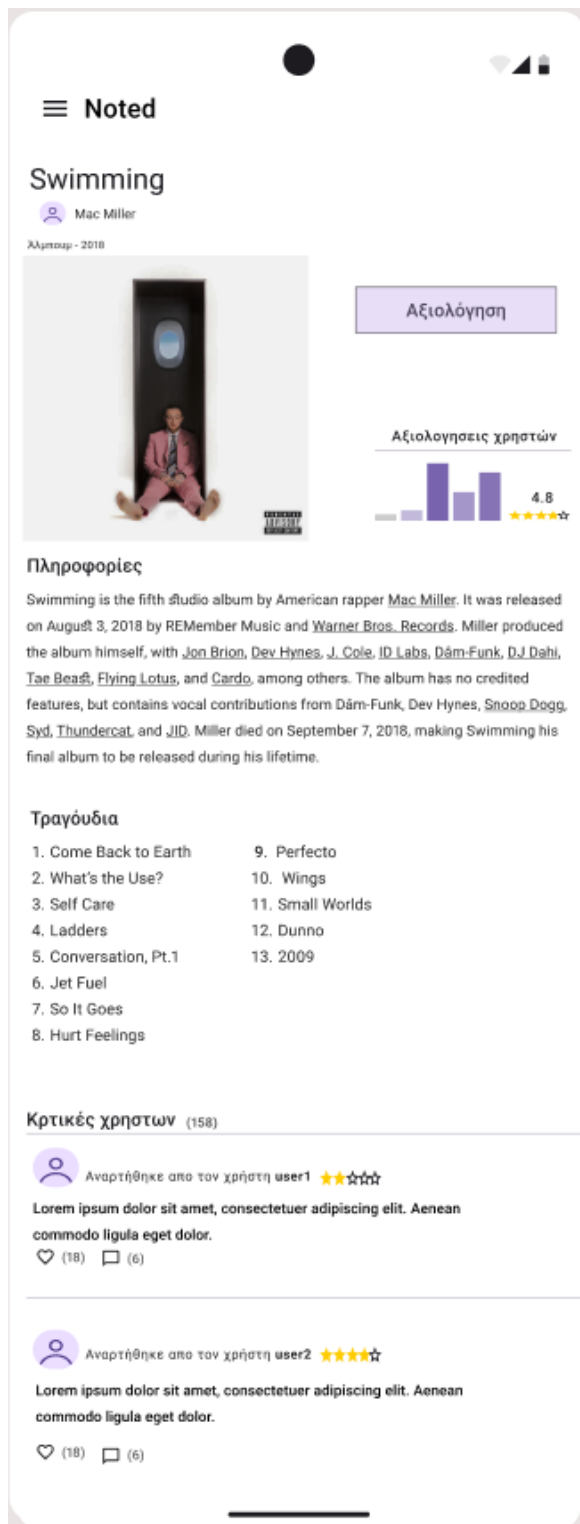 Noted
Swimming
Mac Miller
Άλμπουμ - 2018
Αξιολόγηση
PARENTAL
ADVISORY
Αξιολογησεις χρηστών
4.8
Πληροφορίες
Swimming is the fifth studio album by American rapper Mac Miller. It was released
on August 3, 2018 by REMember Music and Warner Bros. Records. Miller produced
the album himself, with Jon Brion, Dev Hynes, J. Cole, ID Labs, Dâm-Funk, DJ Dahi,
Tae Beast, Flying Lotus, and Cardo, among others. The album has no credited
features, but contains vocal contributions from Dâm-Funk, Dev Hynes, Snoop Dogg,
Syd, Thundercat, and JID. Miller died on September 7, 2018, making Swimming his
final album to be released during his lifetime.
Τραγούδια
1. Come Back to Earth
2. What's the Use?
3. Self Care
4. Ladders
5. Conversation, Pt.1
6. Jet Fuel
7. So It Goes
8. Hurt Feelings
9. Perfecto
10. Wings
11. Small Worlds
12. Dunno
13. 2009
Κρτικές χρηστων (158)
Αναρτήθηκε απο τον χρήστη user1
Lorem ipsum dolor sit amet, consectetuer adipiscing elit. Aenean
commodo ligula eget dolor.
(18) (6)
Αναρτήθηκε απο τον χρήστη user2
Lorem ipsum dolor sit amet, consectetuer adipiscing elit. Aenean
commodo ligula eget dolor.
(18) (6)